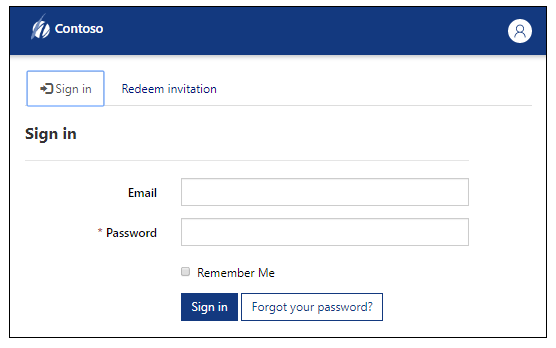 Contoso
Sign in Redeem invitation
Sign in
Email
* Password
Remember Me
Sign in Forgot your password?